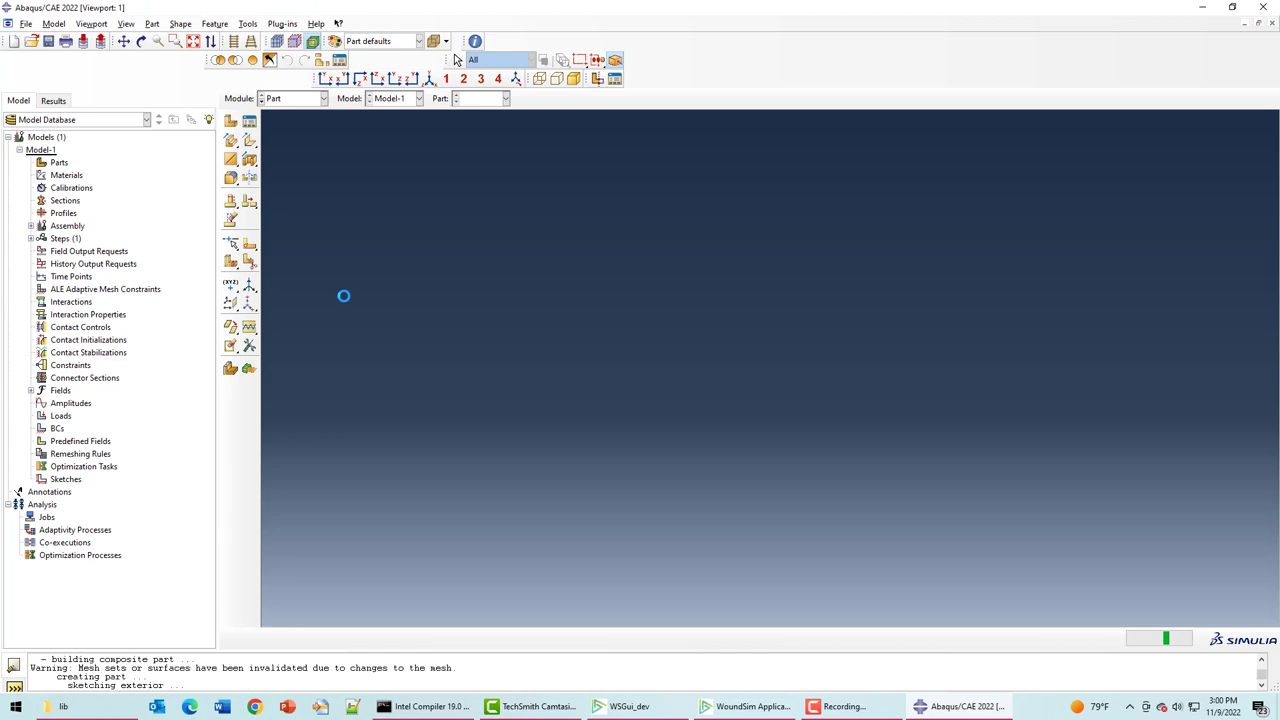 Abaqus/CAE 2022 [Viewport: 1]
File Model Viewport View Part Shape Feature Tools Plug-ins Help
Part defaults
All
1 2 3 4
Model Results
Module: Part Model: Model-1 Part:
Model Database
Models (1)
Model-1
Parts
Materials
Calibrations
Sections
Profiles
Assembly
Steps (1)
Field Output Requests
History Output Requests
Time Points
ALE Adaptive Mesh Constraints
Interactions
Interaction Properties
Contact Controls
Contact Initializations
Contact Stabilizations
Constraints
Connector Sections
Fields
Amplitudes
Loads
BCs
Predefined Fields
Remeshing Rules
Optimization Tasks
Sketches
Annotations
Analysis
Jobs
Adaptivity Processes
Co-executions
Optimization Processes
SIMULIA
- building composite part ...
Warning: Mesh sets or surfaces have been invalidated due to changes to the mesh.
creating part ...
sketching exterior ...
lib
Intel Compiler 19.0 ...
TechSmith Camtasi...
WSGui_dev
WoundSim Applica...
Recording...
Abaqus/CAE 2022 [...
79°F
3:00 PM
11/9/2022